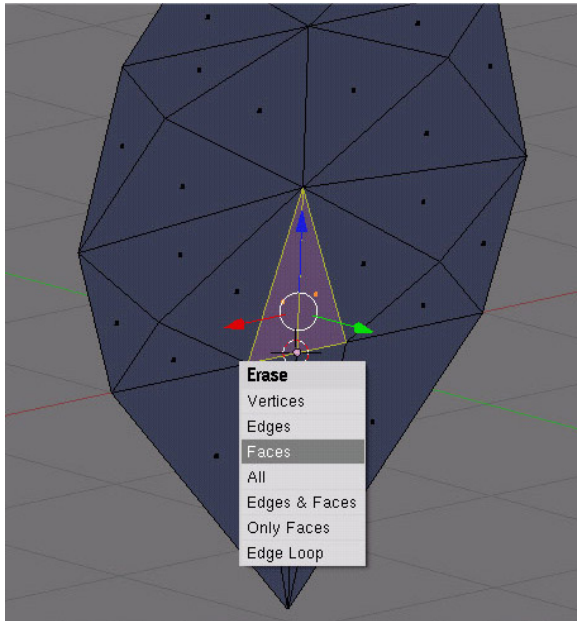 Erase
Vertices
Edges
Faces
All
Edges & Faces
Only Faces
Edge Loop